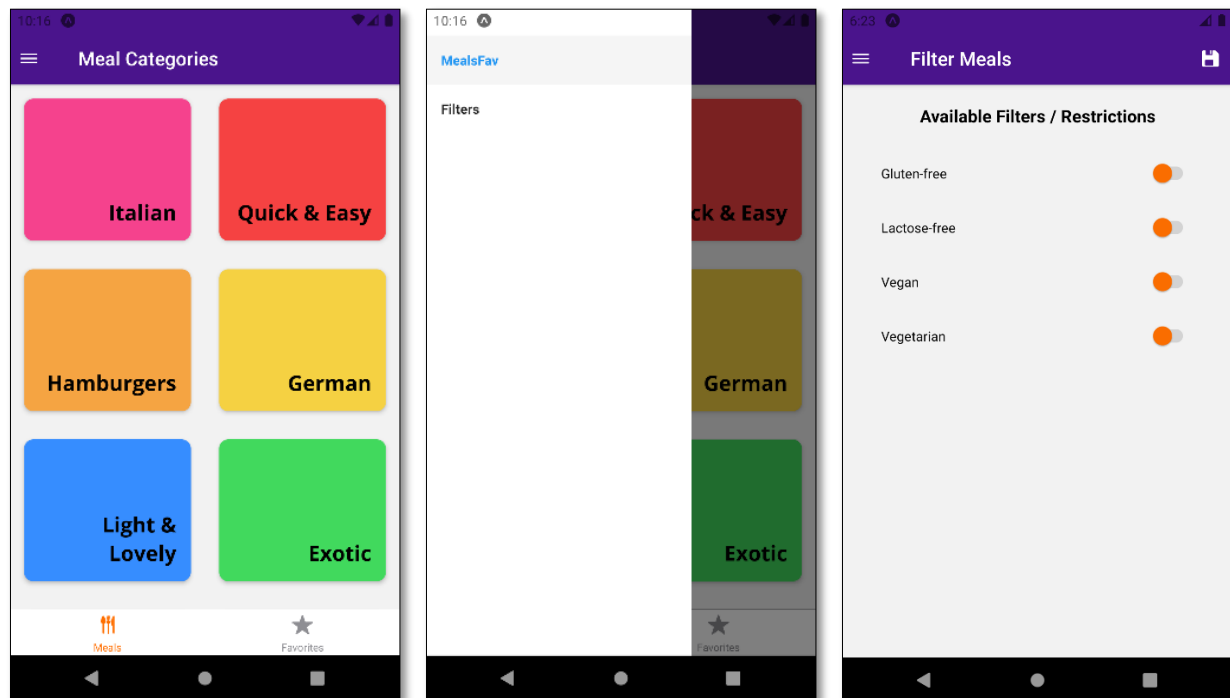 10:16
Meal Categories
Italian
Quick & Easy
Hamburgers
German
Light &
Lovely
Exotic
Meals
Favorites
10:16
MealsFav
Filters
ck & Easy
German
Exotic
Favorites
6:23
Filter Meals
Available Filters / Restrictions
Gluten-free
Lactose-free
Vegan
Vegetarian